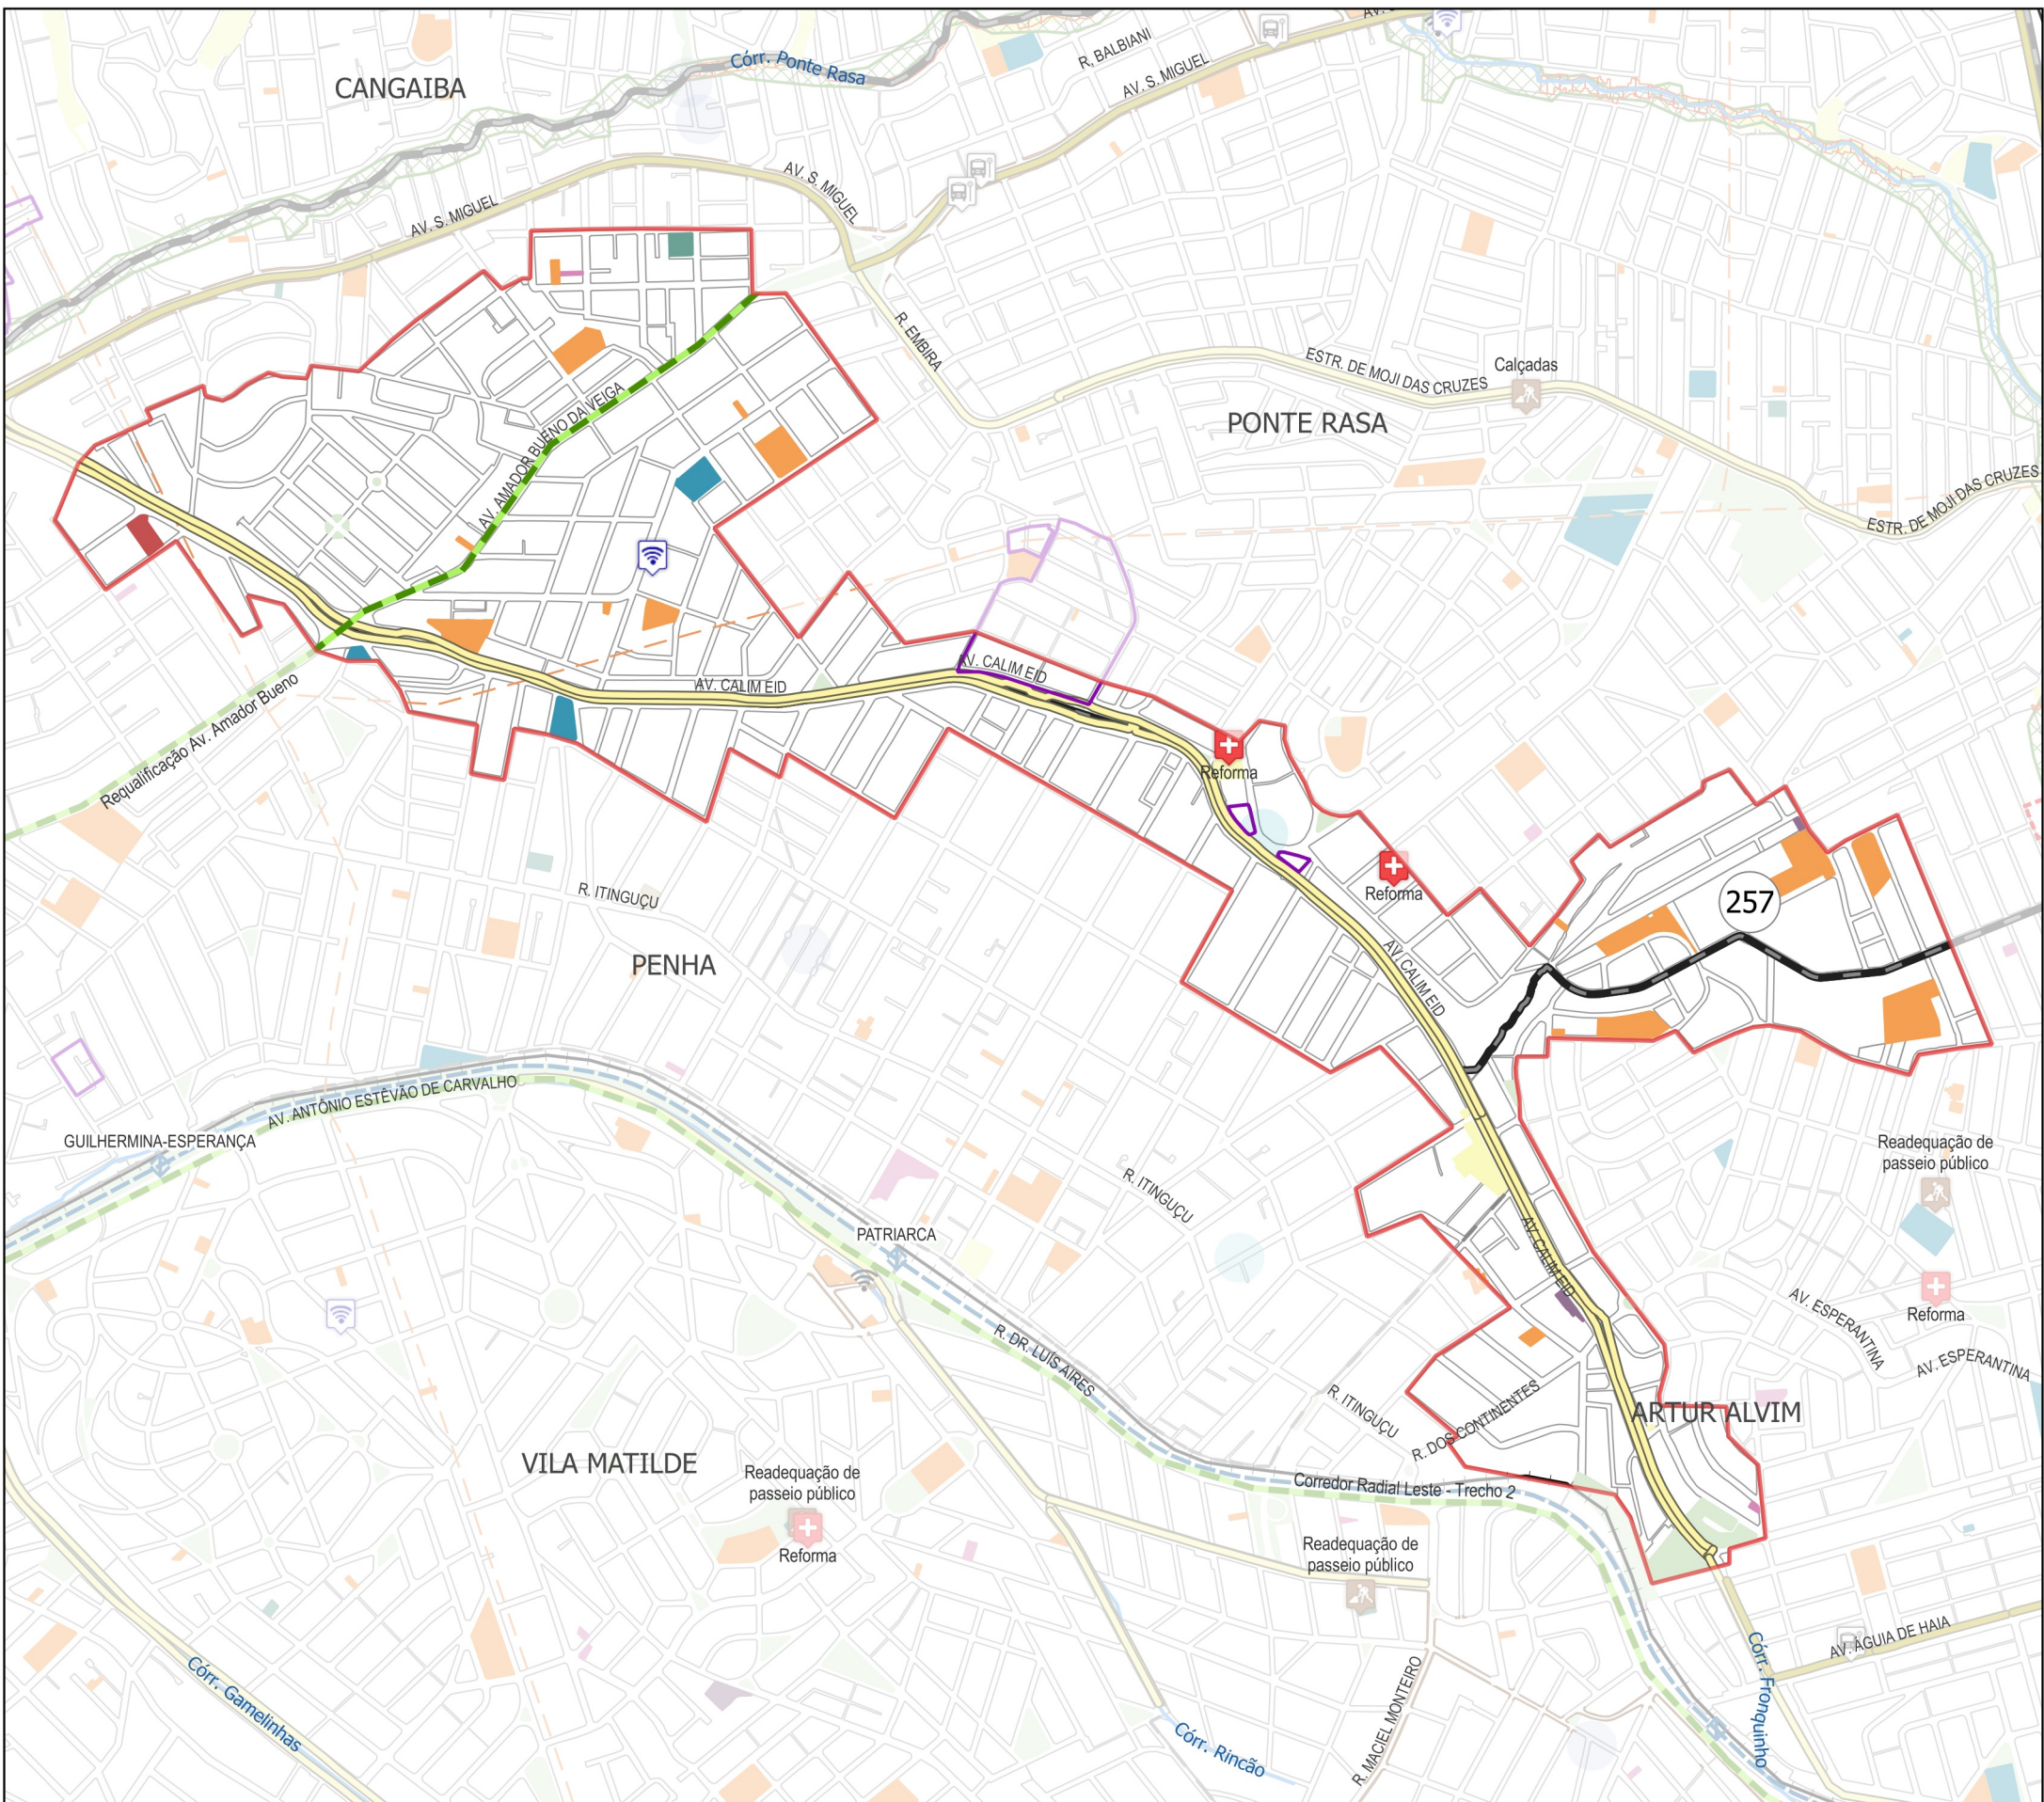 AV. S
R, BALBIANI
Córr. Ponte Rasa
CANGAIBA
AV. S. MIGUEL
AV. S. MIGUEL
AV. S. MIGUEL
R. EMBIRA
ESTR. DE MOJI DAS CRUZES
Calçadas
PONTE RASA
AV. AMADOR BUENO DA VEIGA
ESTR. DE MOJI DAS CRUZES
AV. CALIM EID
AV. CALIM EID
Requalificação Av. Amador Bueno
Reforma
R. ITINGUÇU
Reforma
257
PENHA
AV. CALIM EID
AV. ANTÔNIO ESTÊVÃO DE CARVALHO
GUILHERMINA-ESPERANÇA
Readequação de
passeio público
R. ITINGUÇU
PATRIARCA
AV. CALIM EID
AV. ESPERANTINA
Reforma
R. DR. LUÍS AIRES
AV. ESPERANTINA
R. ITINGUÇU
R. DOS CONTINENTES
ARTUR ALVIM
VILA MATILDE
Readequação de
passeio público
Corredor Radial Leste - Trecho 2
Reforma
Readequação de
passeio público
AV. ÁGUIA DE HAIA
Córr. Gamelinhas
Córr. Fronquinho
R. MACIEL MONTEIRO
Córr. Rincão